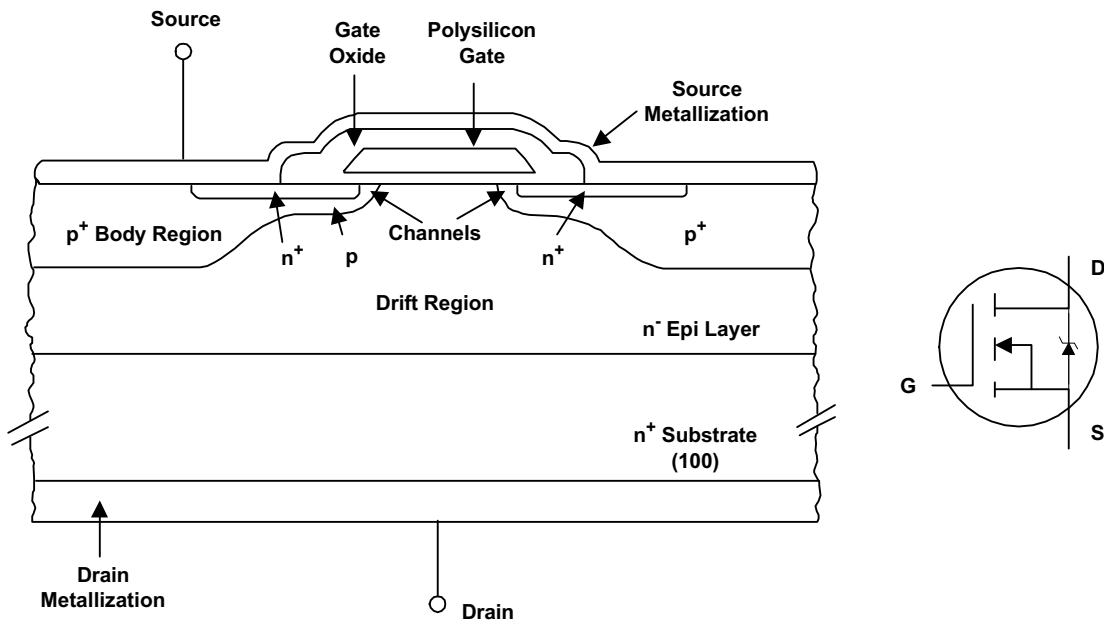 Source
Gate
Oxide
Polysilicon
Gate
Source
Metallization
p+ Body Region
n+
p
Channels
n+
p+
Drift Region
n- Epi Layer
n+ Substrate
(100)
Drain
Metallization
Drain
D
G
S